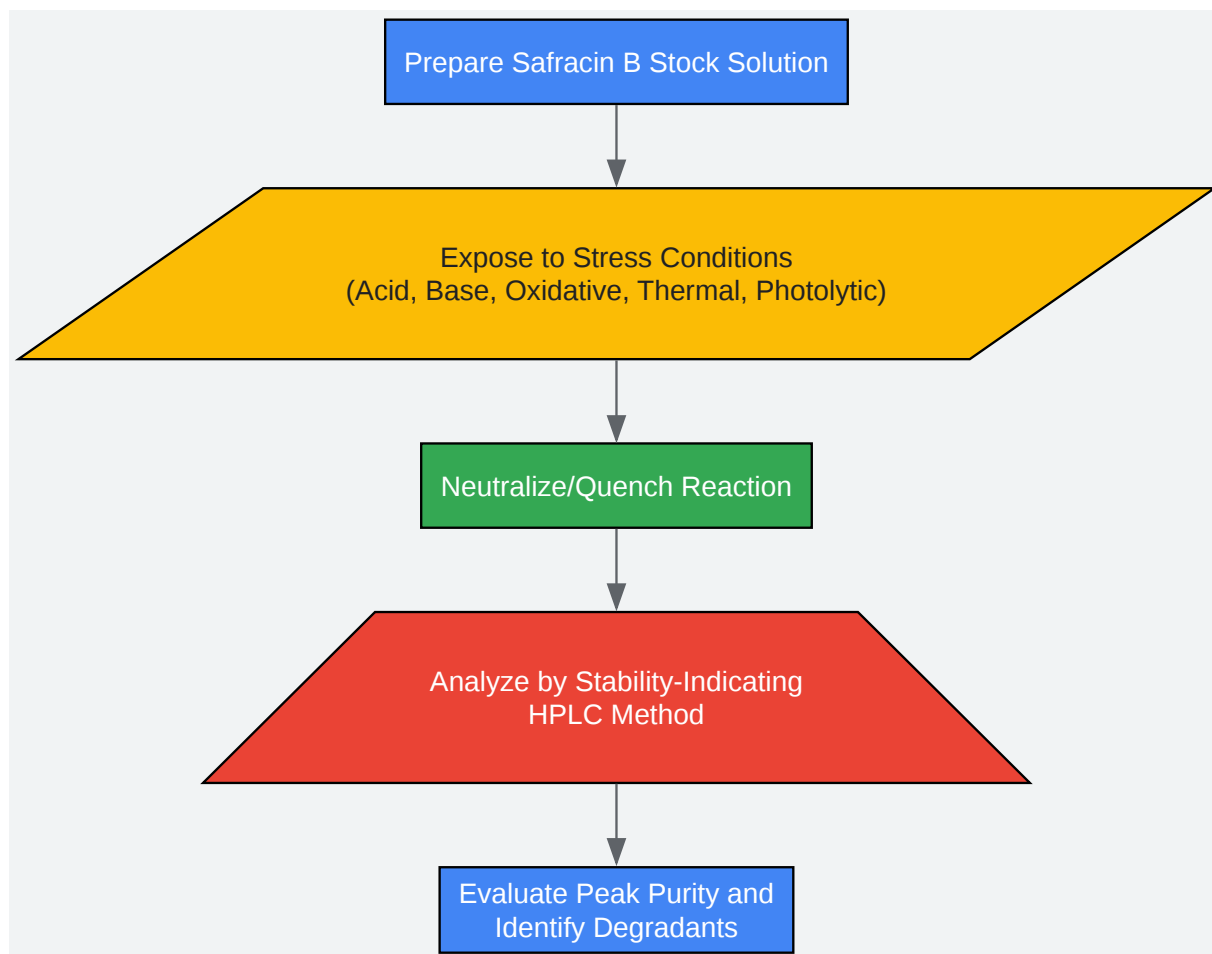 Prepare Safracin B Stock Solution
Expose to Stress Conditions
(Acid, Base, Oxidative, Thermal, Photolytic)
Neutralize/Quench Reaction
Analyze by Stability-Indicating
HPLC Method
Evaluate Peak Purity and
Identify Degradants